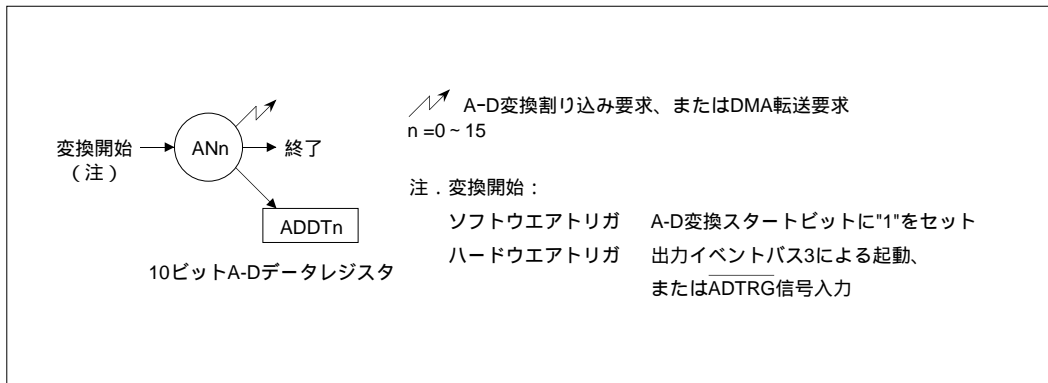 変換開始
（注）
ANn
終了
ADDTn
10ビットA-Dデータレジスタ
A-D変換割り込み要求、またはDMA転送要求
n =0～15
注．変換開始：
ソフトウエアトリガ　A-D変換スタートビットに"1"をセット
ハードウエアトリガ　出力イベントバス3による起動、
またはADTRG信号入力